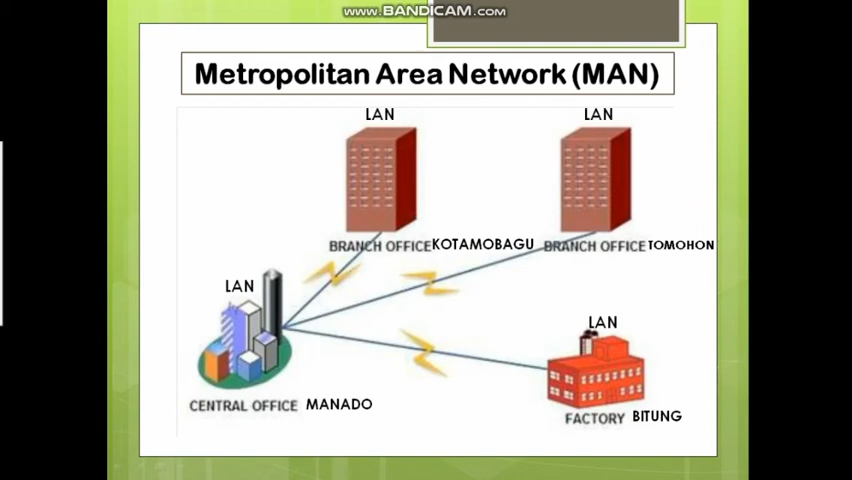 www.BANDICAM.com
Metropolitan Area Network (MAN)
LAN
LAN
BRANCH OFFICE KOTAMOBAGU
BRANCH OFFICE TOMOHON
LAN
LAN
CENTRAL OFFICE MANADO
FACTORY BITUNG